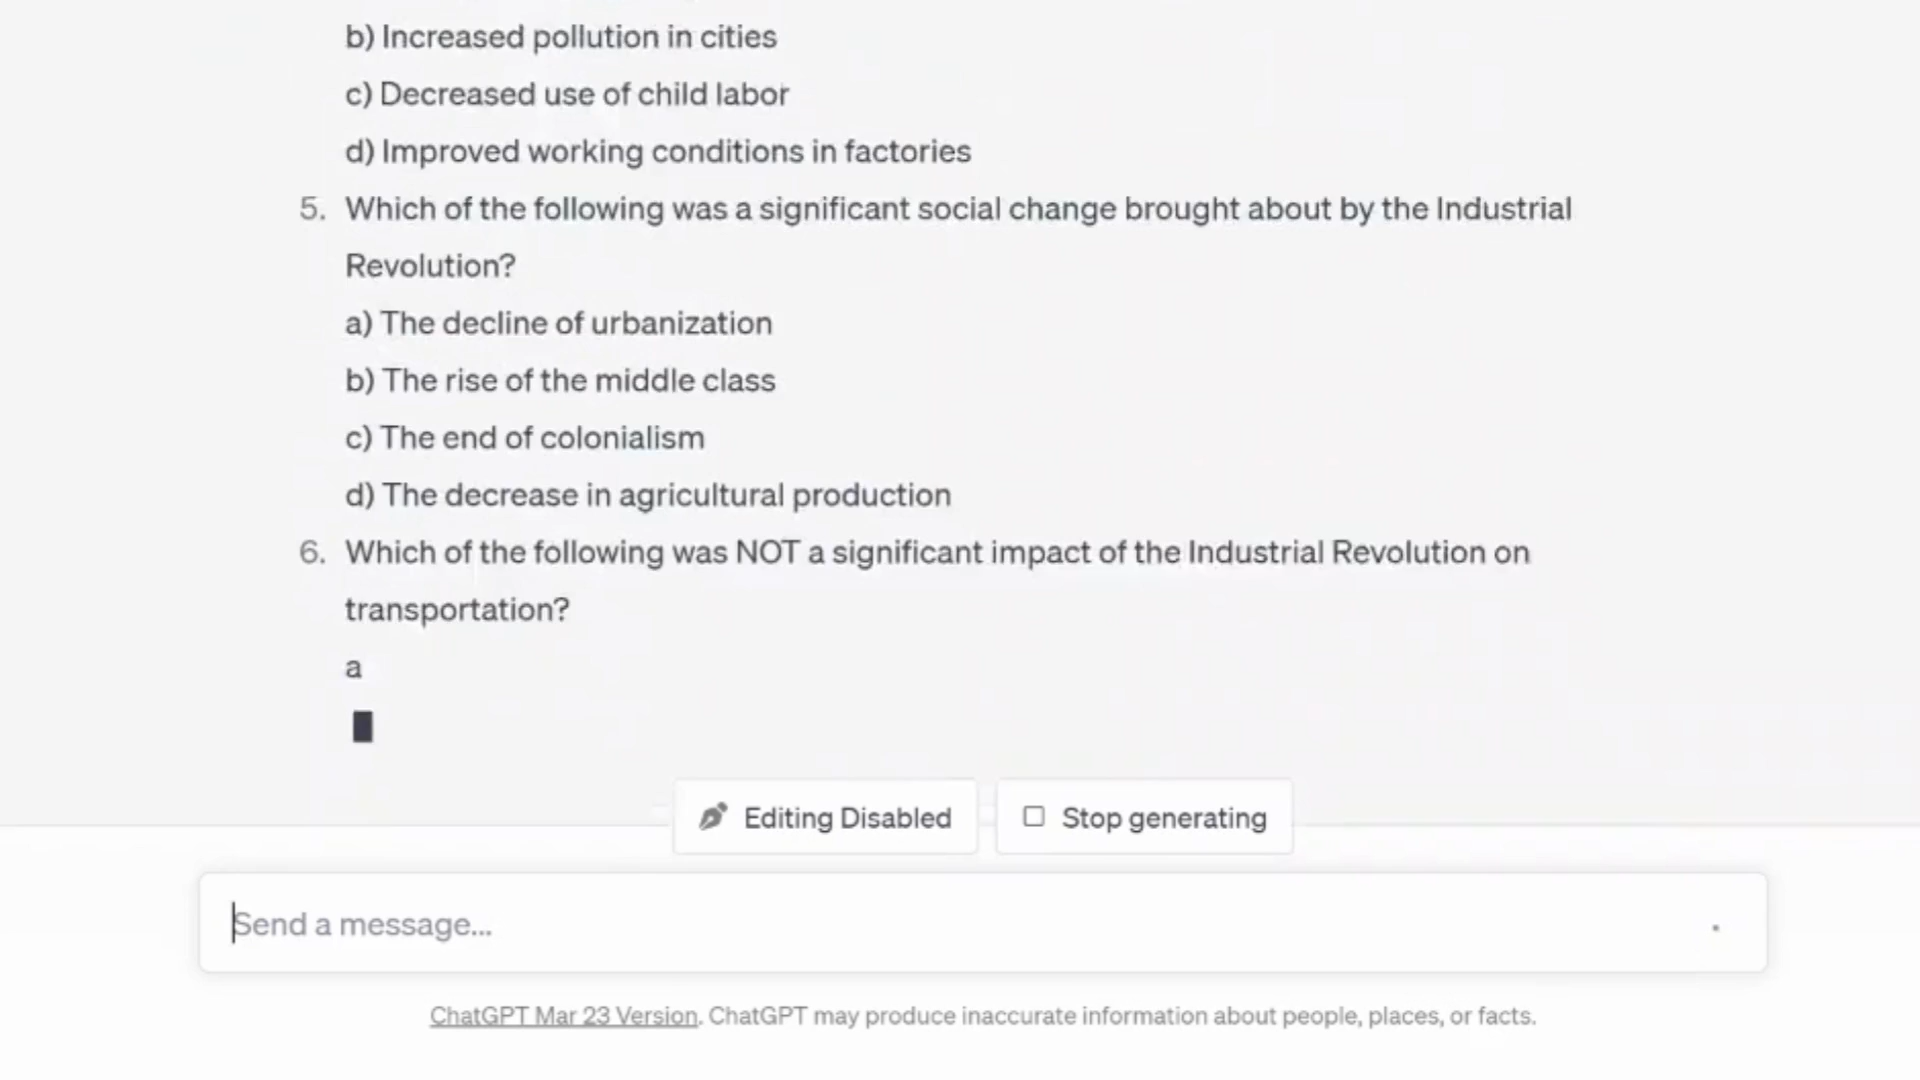 b) Increased pollution in cities
c) Decreased use of child labor
d) Improved working conditions in factories
5. Which of the following was a significant social change brought about by the Industrial
Revolution?
a) The decline of urbanization
b) The rise of the middle class
c) The end of colonialism
d) The decrease in agricultural production
6. Which of the following was NOT a significant impact of the Industrial Revolution on
transportation?
a
Editing Disabled
Stop generating
Send a message...
ChatGPT Mar 23 Version. ChatGPT may produce inaccurate information about people, places, or facts.